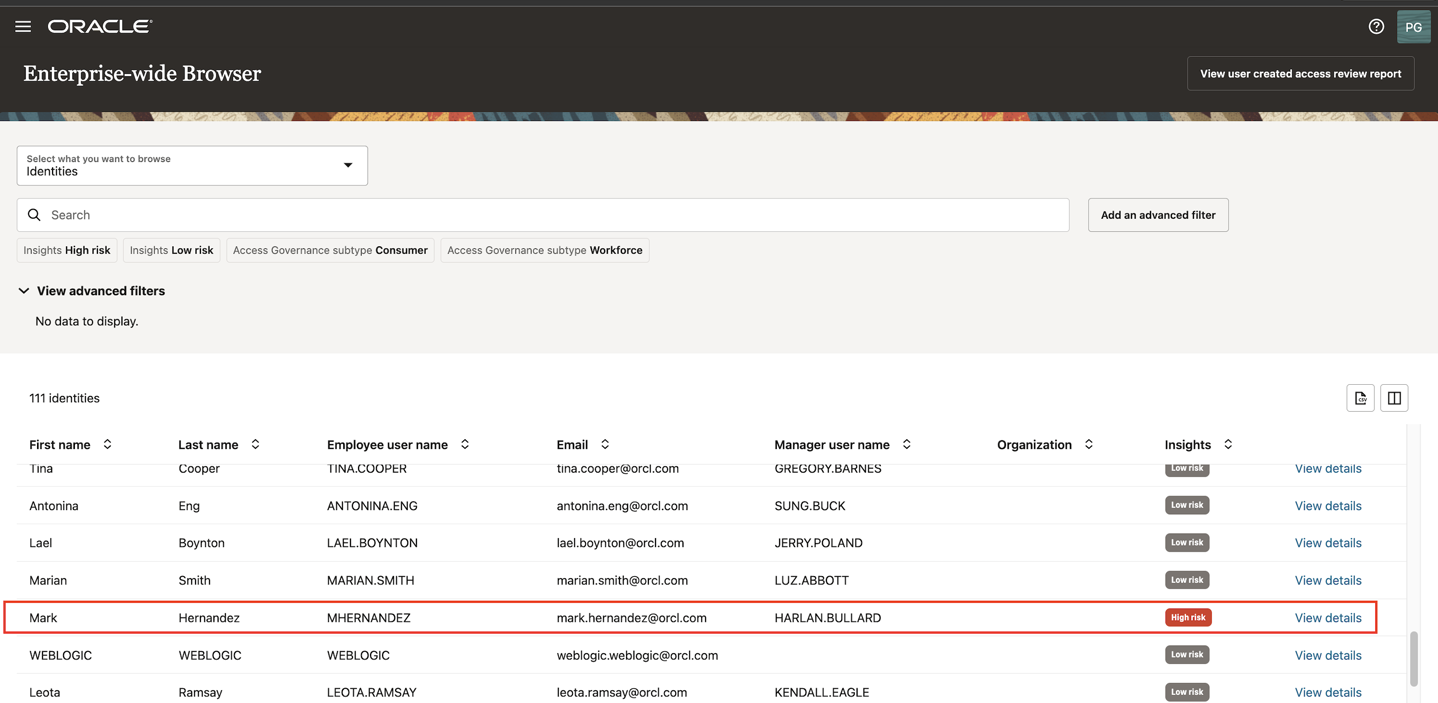 ORACLE
PG
Enterprise-wide Browser
View user created access review report
Select what you want to browse
Identities
Search
Add an advanced filter
Insights High risk
Insights Low risk
Access Governance subtype Consumer
Access Governance subtype Workforce
View advanced filters
No data to display.
111 identities
CSV
First name Last name Employee user name Email Manager user name Organization Insights
Tina Cooper TINA.COOPER tina.cooper@orcl.com GREGORY.BARNES Low risk View details
Antonina Eng ANTONINA.ENG antonina.eng@orcl.com SUNG.BUCK Low risk View details
Lael Boynton LAEL.BOYNTON lael.boynton@orcl.com JERRY.POLAND Low risk View details
Marian Smith MARIAN.SMITH marian.smith@orcl.com LUZ.ABBOTT Low risk View details
Mark Hernandez MHERNANDEZ mark.hernandez@orcl.com HARLAN.BULLARD High risk View details
WEBLOGIC WEBLOGIC WEBLOGIC weblogic.weblogic@orcl.com Low risk View details
Leota Ramsay LEOTA.RAMSAY leota.ramsay@orcl.com KENDALL.EAGLE Low risk View details